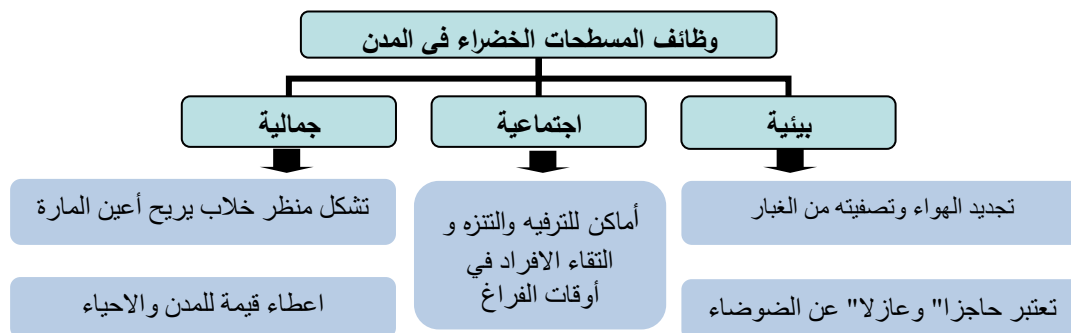 وظائف المسطحات الخضراء في المدن
بيئية
اجتماعية
جمالية
تجديد الهواء وتصفيته من الغبار
تعتبر حاجزا" وعازلا" عن الضوضاء
أماكن للترفيه والتنزه و
التقاء الافراد في
أوقات الفراغ
تشكل منظر خلاب يريح أعين المارة
اعطاء قيمة للمدن والاحياء